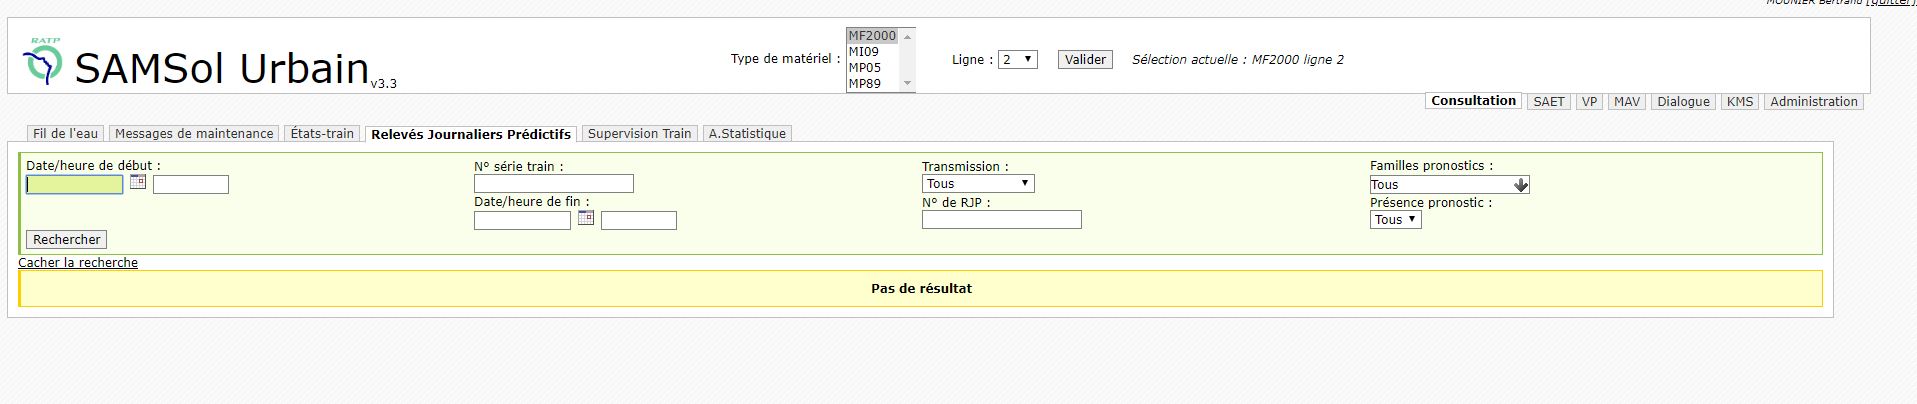 MOUNIER Bertrand [quitter]
RATP
SAMSol Urbain v3.3
Type de matériel : MF2000 MI09 MP05 MP89
Ligne : 2 Valider Sélection actuelle : MF2000 ligne 2
Consultation SAET VP MAV Dialogue KMS Administration
Fil de l'eau Messages de maintenance États-train Relevés Journaliers Prédictifs Supervision Train A.Statistique
Date/heure de début : N° série train : Transmission : Familles pronostics :
Tous Tous
Date/heure de fin : N° de RJP : Présence pronostic :
Tous
Rechercher
Cacher la recherche
Pas de résultat